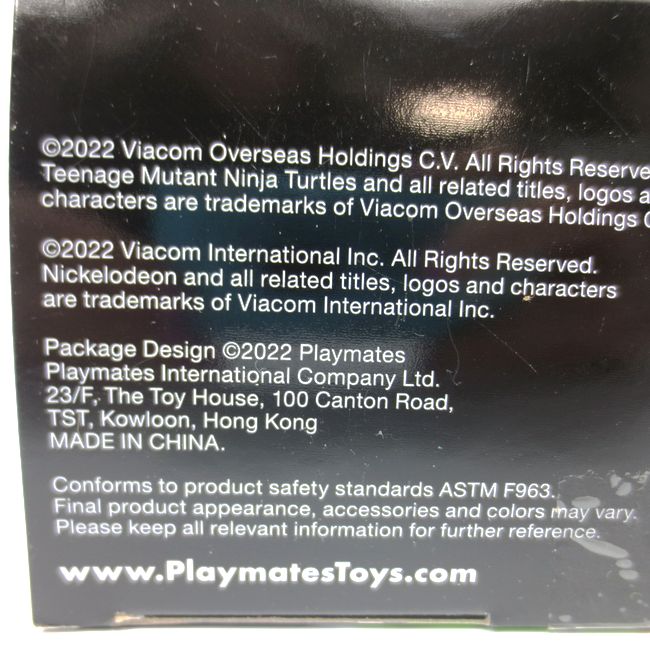 ©2022 Viacom Overseas Holdings C.V. All Rights Reserve
Teenage Mutant Ninja Turtles and all related titles, logos a
characters are trademarks of Viacom Overseas Holdings
©2022 Viacom International Inc. All Rights Reserved.
Nickelodeon and all related titles, logos and characters
are trademarks of Viacom International Inc.
Package Design ©2022 Playmates
Playmates International Company Ltd.
23/F, The Toy House, 100 Canton Road,
TST, Kowloon, Hong Kong
MADE IN CHINA.
Conforms to product safety standards ASTM F963.
Final product appearance, accessories and colors may vary.
Please keep all relevant information for further reference.
www.PlaymatesToys.com